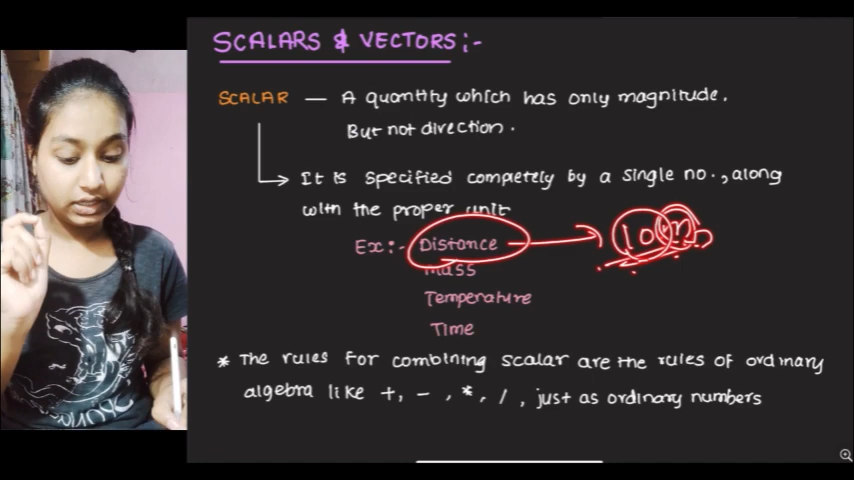 SCALARS & VECTORS:-
SCALAR — A quantity which has only magnitude.
But not direction.
It is specified completely by a single no., along
with the proper unit
Ex:- Distance → 10m
Mass
Temperature
Time
* The rules for combining scalar are the rules of ordinary
algebra like +, -, *, /, just as ordinary numbers